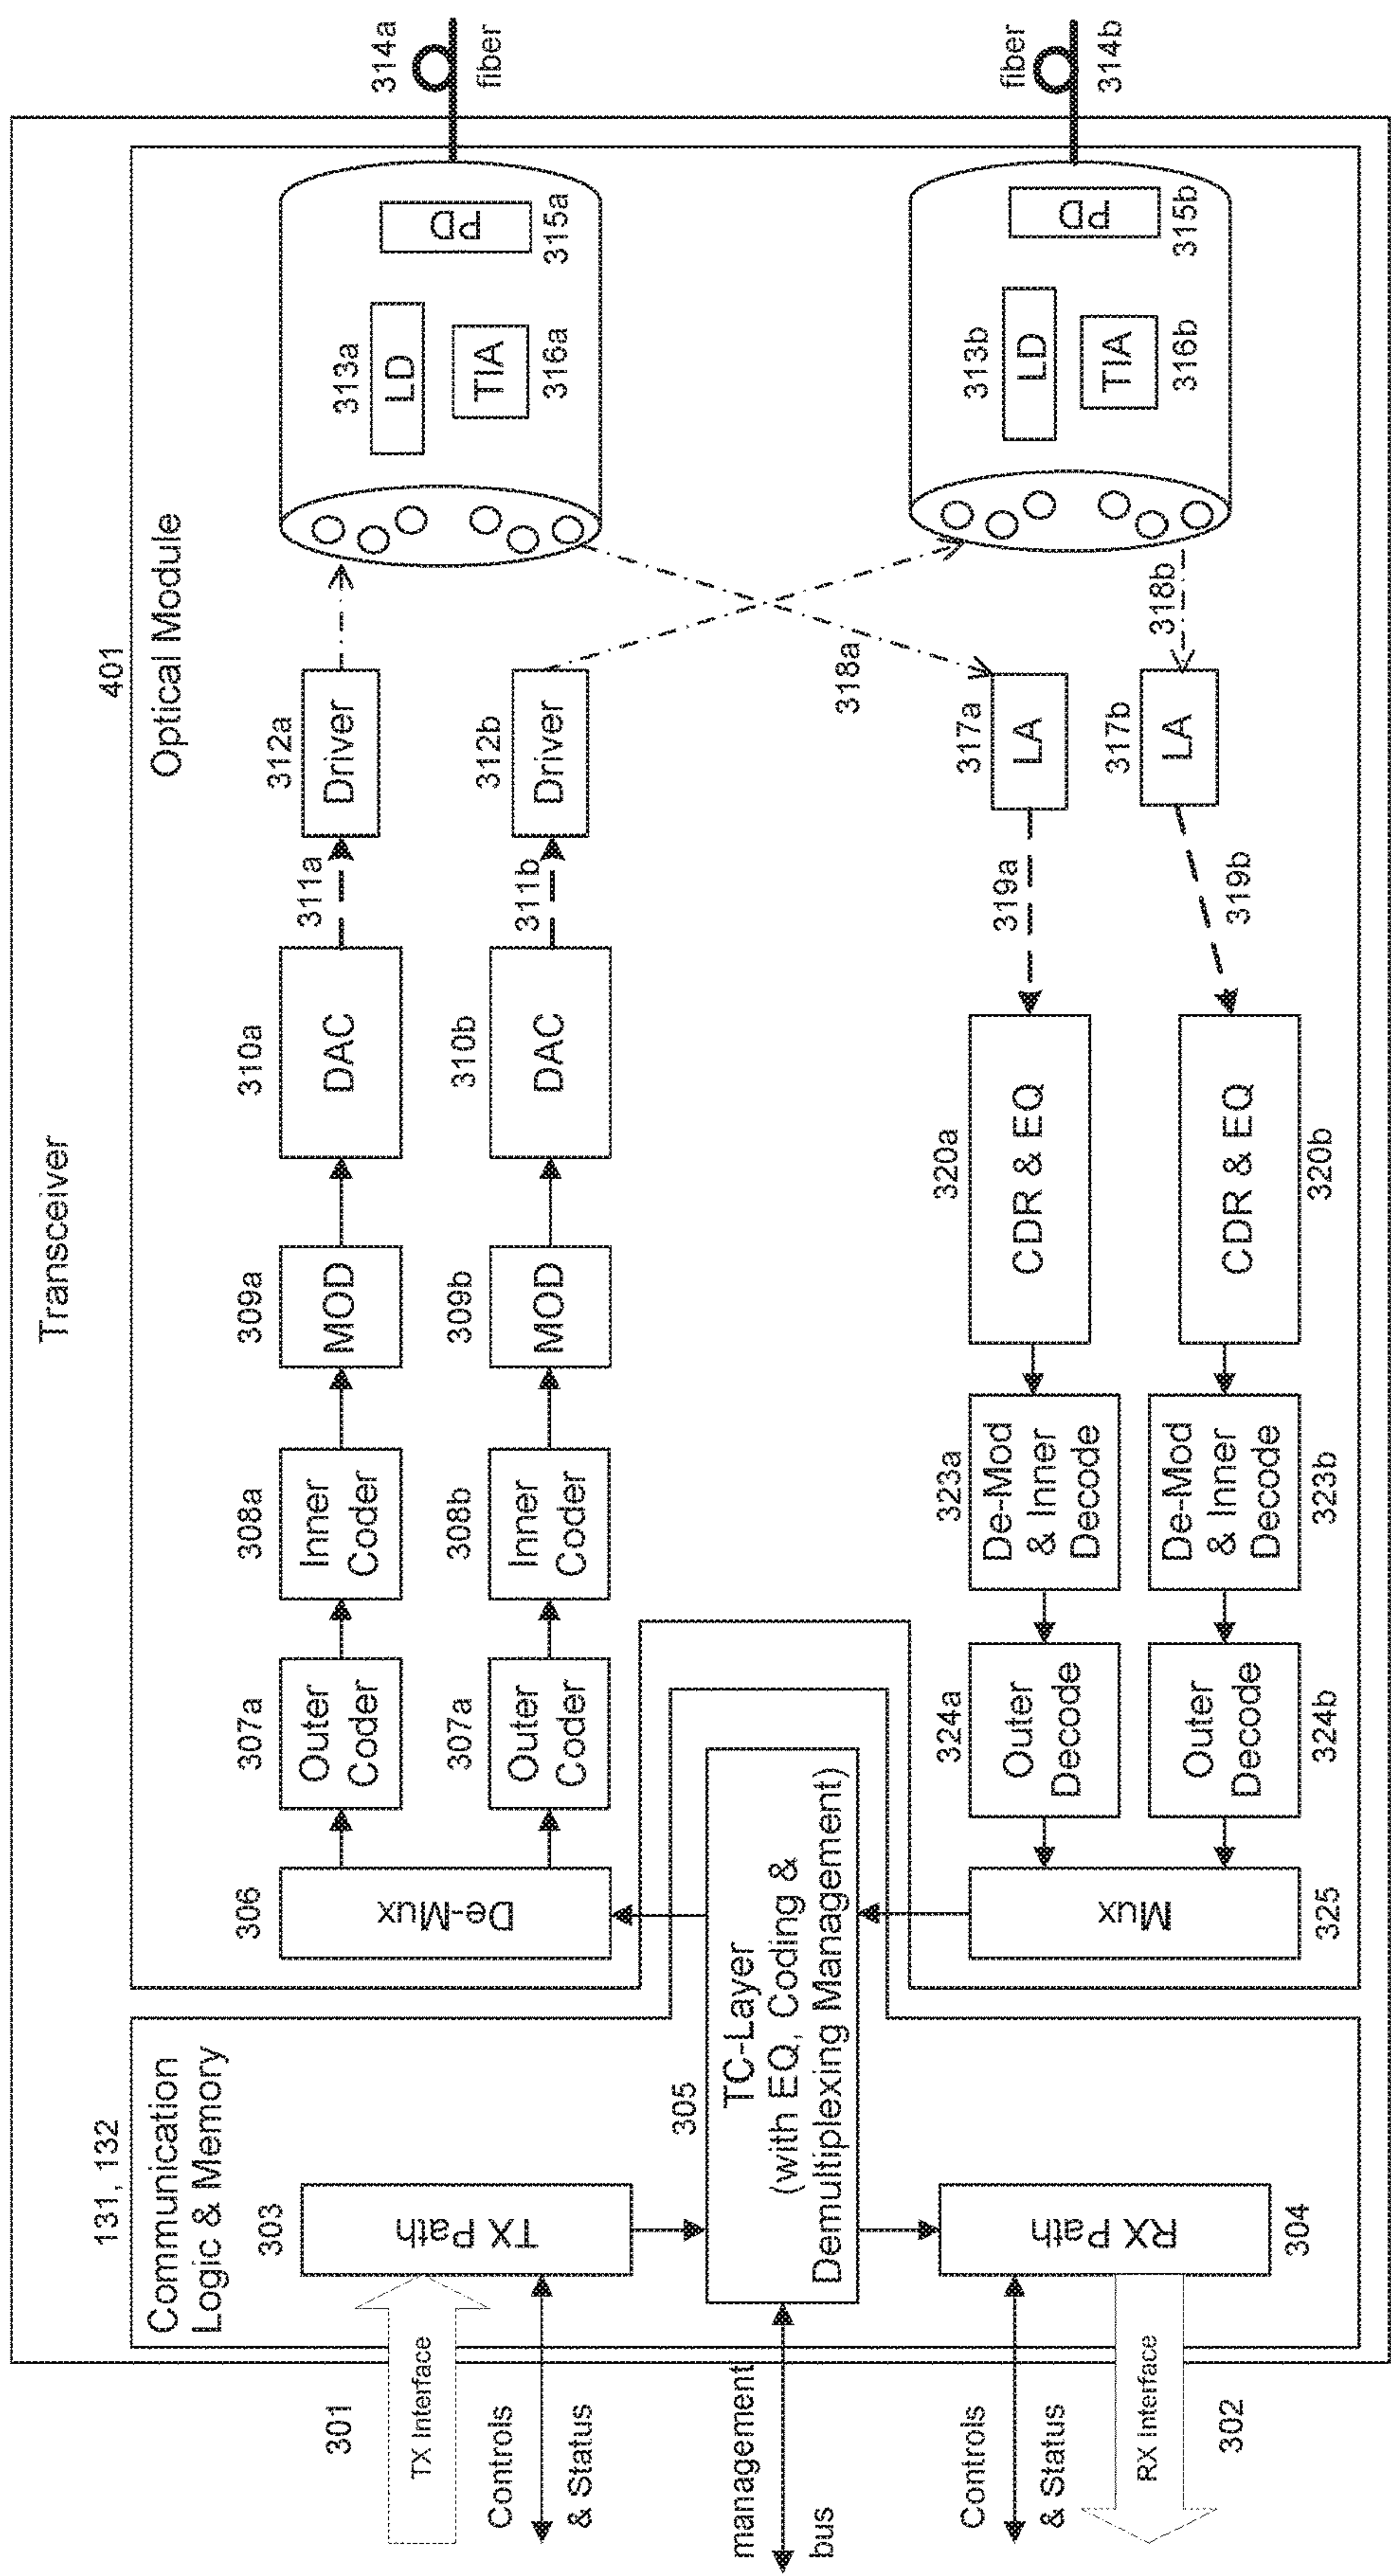 Transceiver
131, 132
Communication
Logic & Memory
401
Optical Module
301
TX Interface
Controls
& Status
303
TX Path
management
bus
305
TC-Layer
(with EQ, Coding &
Demultiplexing Management)
Controls
& Status
RX Interface
302
RX Path
304
306
De-Mux
307a
Outer
Coder
308a
Inner
Coder
309a
MOD
310a
DAC
311a
312a
Driver
313a
LD
TIA
316a
PD
315a
314a
fiber
307a
Outer
Coder
308b
Inner
Coder
309b
MOD
310b
DAC
311b
312b
Driver
318a
313b
LD
TIA
316b
PD
315b
fiber
314b
Mux
325
324a
Outer
Decode
323a
De-Mod
& Inner
Decode
320a
CDR & EQ
319a
317a
LA
318b
Outer
Decode
324b
De-Mod
& Inner
Decode
323b
CDR & EQ
320b
319b
317b
LA